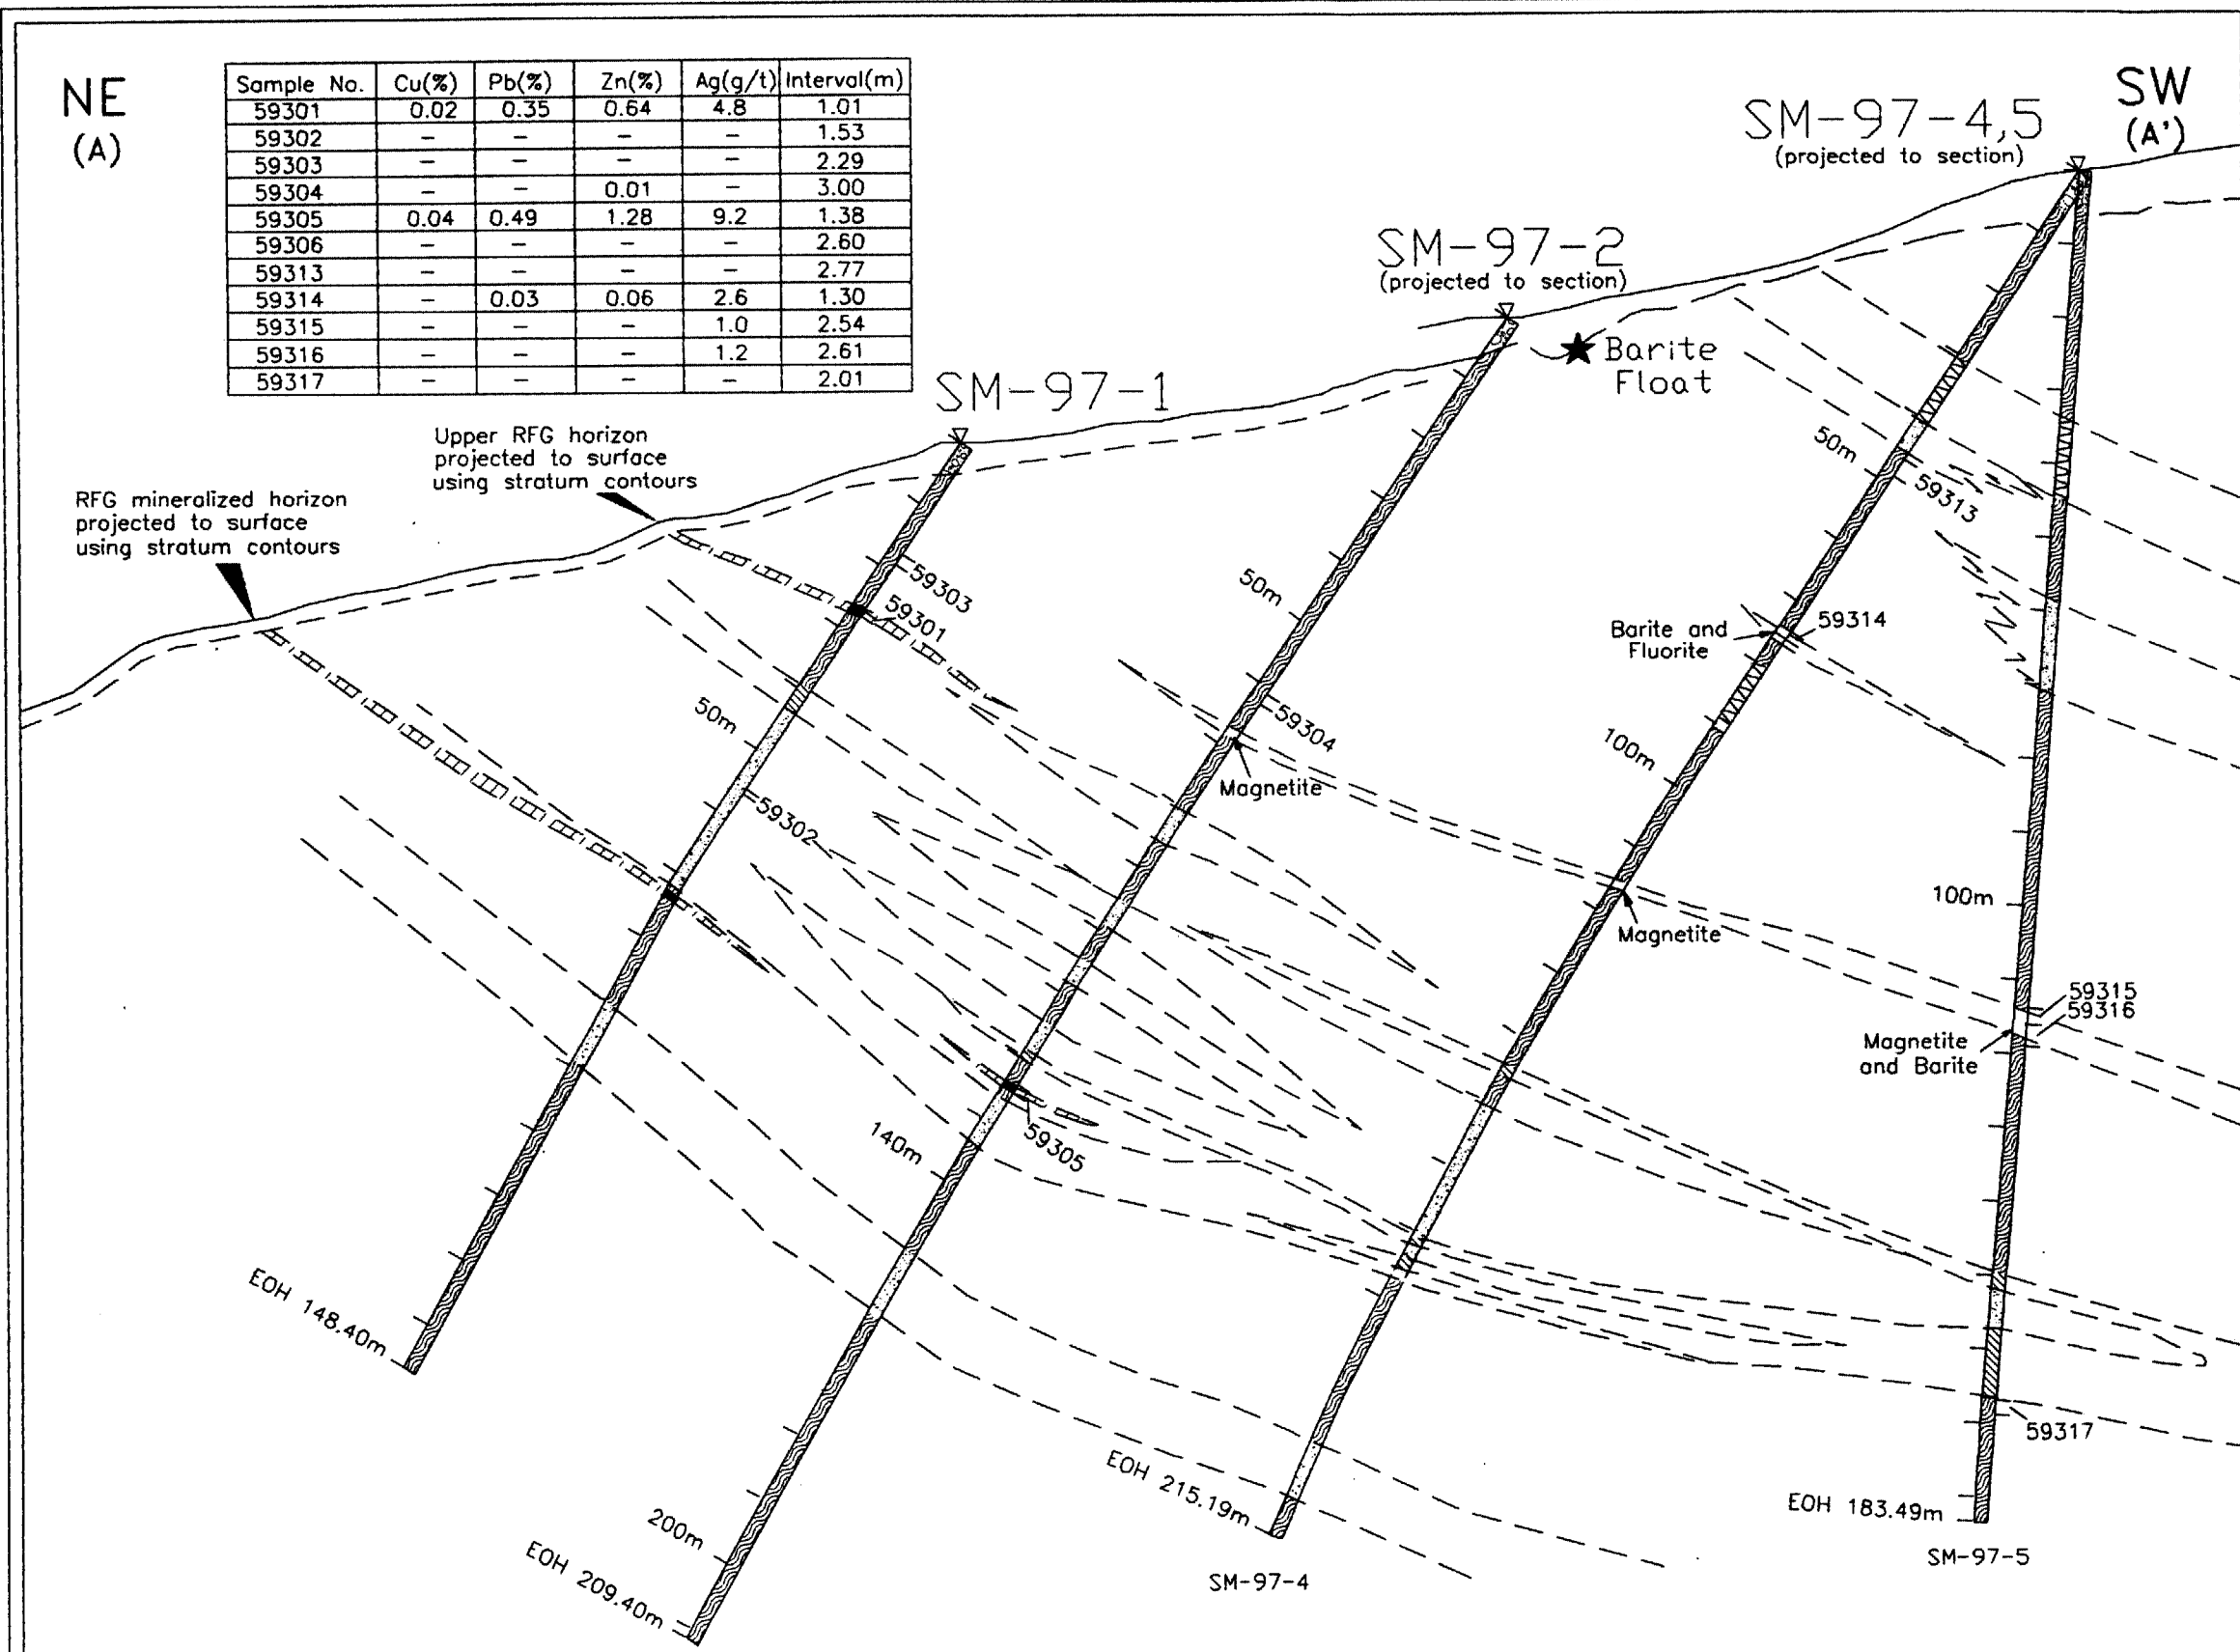 NE
(A)
Sample No. Cu(%) Pb(%) Zn(%) Ag(g/t) Interval(m)
59301 0.02 0.35 0.64 4.8 1.01
59302 – – – – 1.53
59303 – – – – 2.29
59304 – – 0.01 – 3.00
59305 0.04 0.49 1.28 9.2 1.38
59306 – – – – 2.60
59313 – – – – 2.77
59314 – 0.03 0.06 2.6 1.30
59315 – – – 1.0 2.54
59316 – – – 1.2 2.61
59317 – – – – 2.01
SW
(A')
SM-97-4,5
(projected to section)
SM-97-2
(projected to section)
Barite
Float
SM-97-1
Upper RFG horizon
projected to surface
using stratum contours
RFG mineralized horizon
projected to surface
using stratum contours
50m
59313
59303
59301
50m
Barite and
Fluorite
59314
50m
59304
Magnetite
100m
59302
100m
Magnetite
59315
59316
Magnetite
and Barite
140m
59305
EOH 148.40m
59317
EOH 215.19m
EOH 183.49m
200m
EOH 209.40m
SM-97-5
SM-97-4